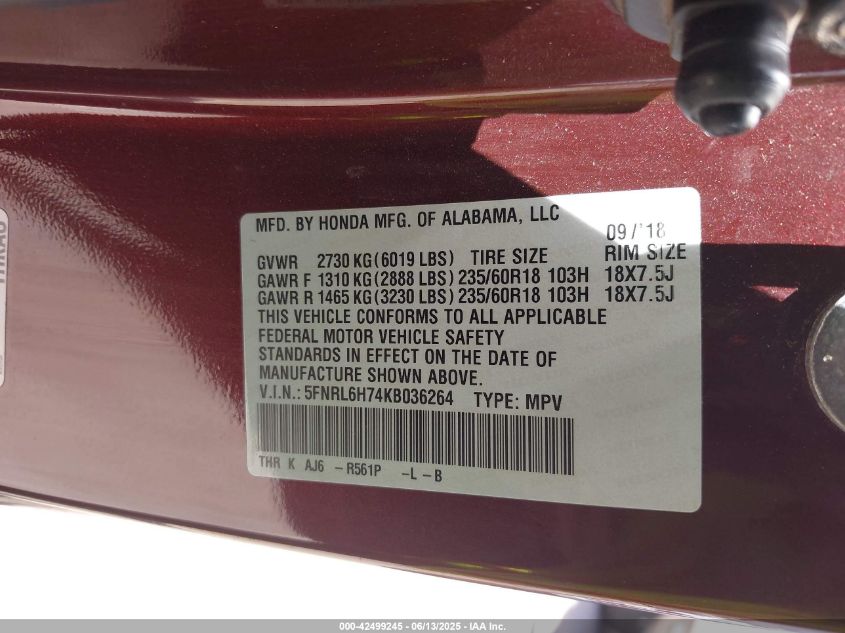 MFD. BY HONDA MFG. OF ALABAMA, LLC 09/'18
GVWR 2730 KG(6019 LBS) TIRE SIZE RIM SIZE
GAWR F 1310 KG(2888 LBS) 235/60R18 103H 18X7.5J
GAWR R 1465 KG(3230 LBS) 235/60R18 103H 18X7.5J
THIS VEHICLE CONFORMS TO ALL APPLICABLE
FEDERAL MOTOR VEHICLE SAFETY
STANDARDS IN EFFECT ON THE DATE OF
MANUFACTURE SHOWN ABOVE.
V.I.N.: 5FNRL6H74KB036264 TYPE: MPV
THR K AJ6 -R561P -L-B
000-42499245 - 06/13/2025 - IAA Inc.